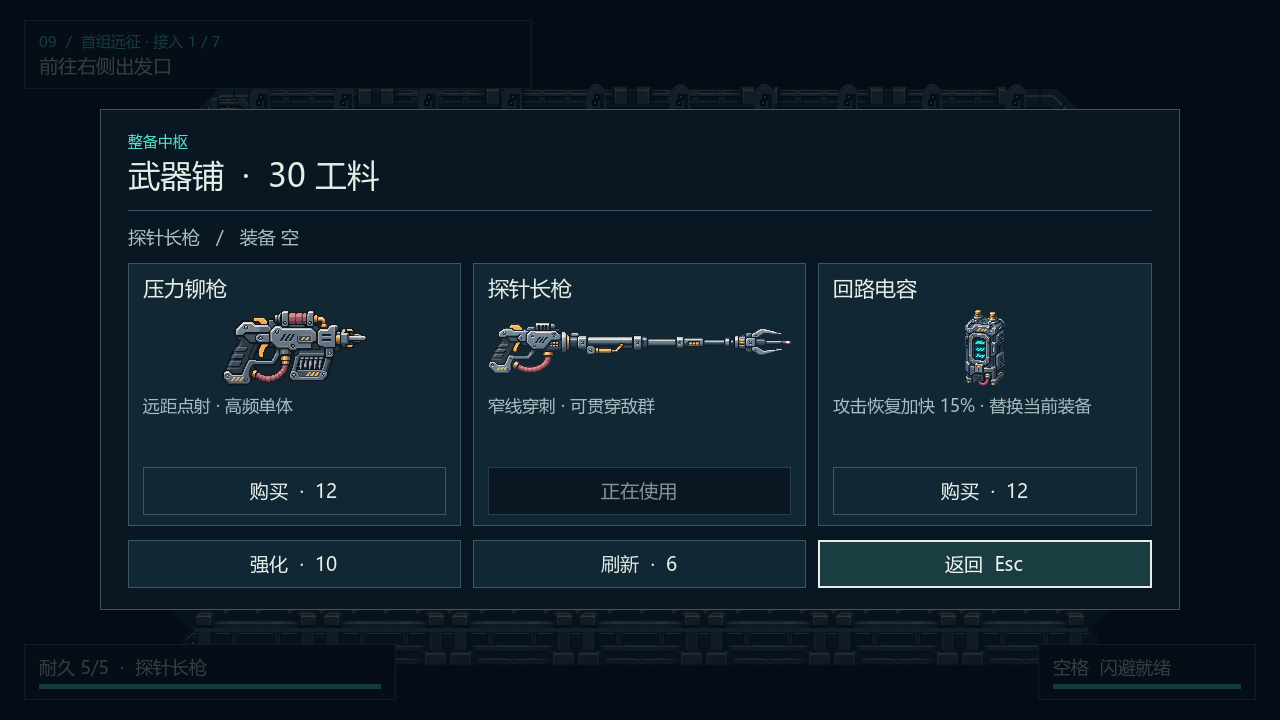 09 / 首组远征 · 接入 1 / 7
前往右侧出发口
整备中枢
武器铺 · 30 工料
探针长枪 / 装备 空
压力铆枪
远距点射 · 高频单体
购买 · 12
探针长枪
窄线穿刺 · 可贯穿敌群
正在使用
回路电容
攻击恢复加快 15% · 替换当前装备
购买 · 12
强化 · 10
刷新 · 6
返回 Esc
耐久 5/5 · 探针长枪
空格 闪避就绪